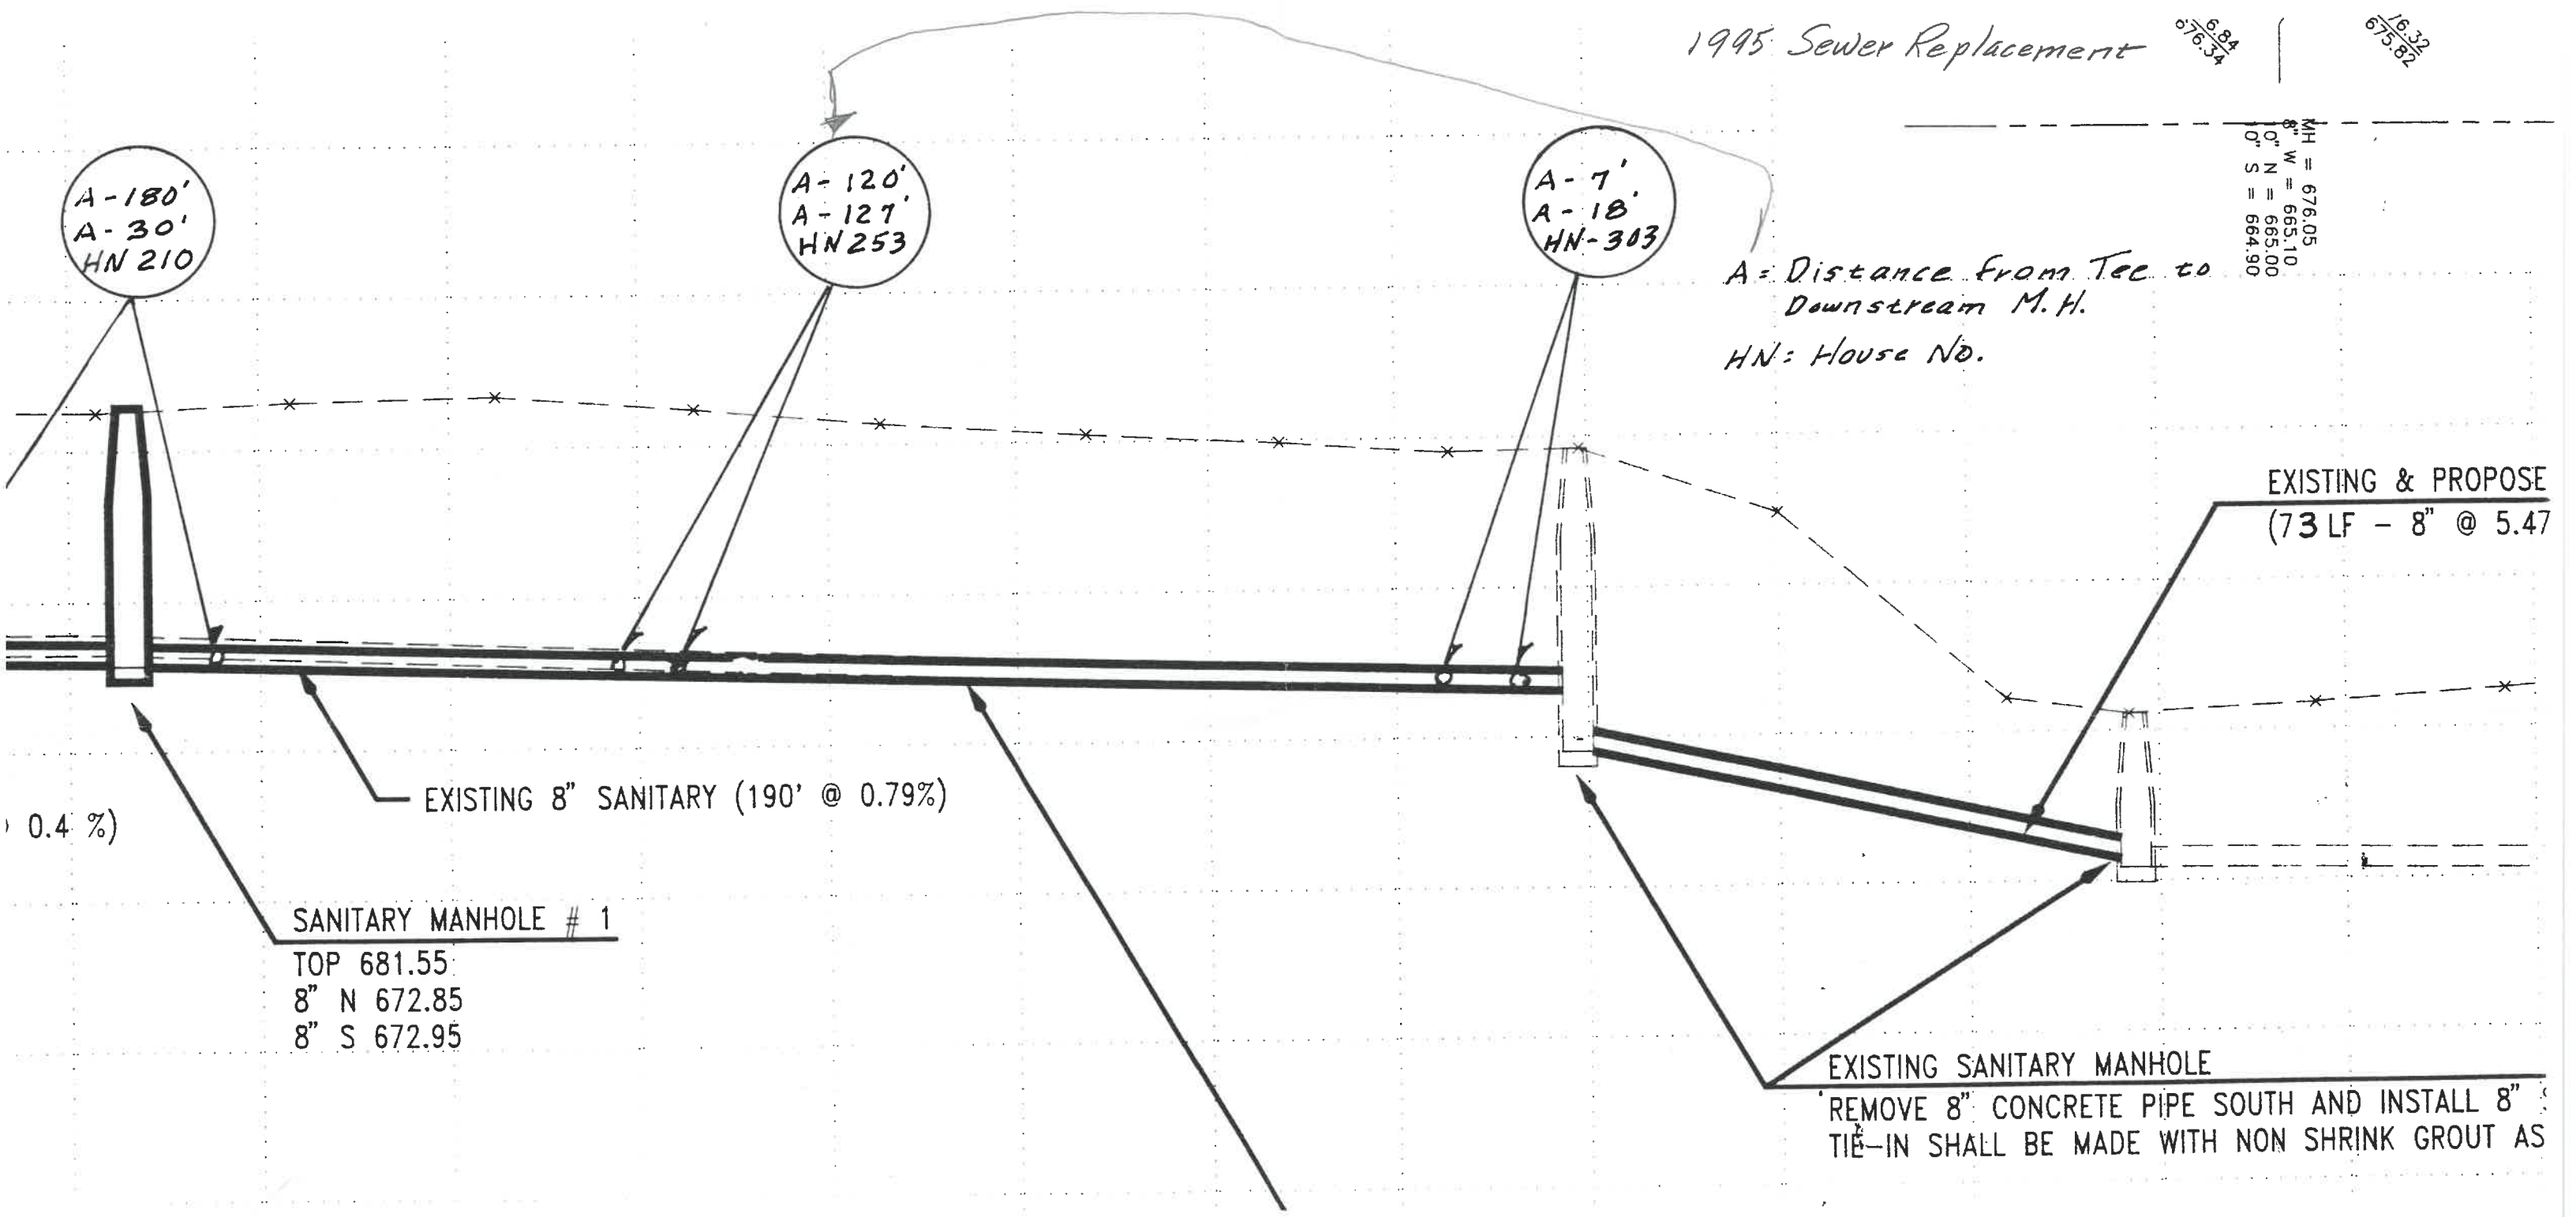 1995 Sewer Replacement
6.84
676.34
16.32
675.82
MH = 676.05
8" W = 665.10
10" N = 665.00
10" S = 664.90
A-180'
A-30'
HN 210
A-120'
A-127'
HN 253
A-7'
A-18'
HN-303
A= Distance from Tee to
Downstream M.H.
HN= House No.
EXISTING & PROPOSE
(73 LF - 8" @ 5.47
EXISTING 8" SANITARY (190' @ 0.79%)
0.4 %)
SANITARY MANHOLE # 1
TOP 681.55
8" N 672.85
8" S 672.95
EXISTING SANITARY MANHOLE
REMOVE 8" CONCRETE PIPE SOUTH AND INSTALL 8"
TIE-IN SHALL BE MADE WITH NON SHRINK GROUT AS